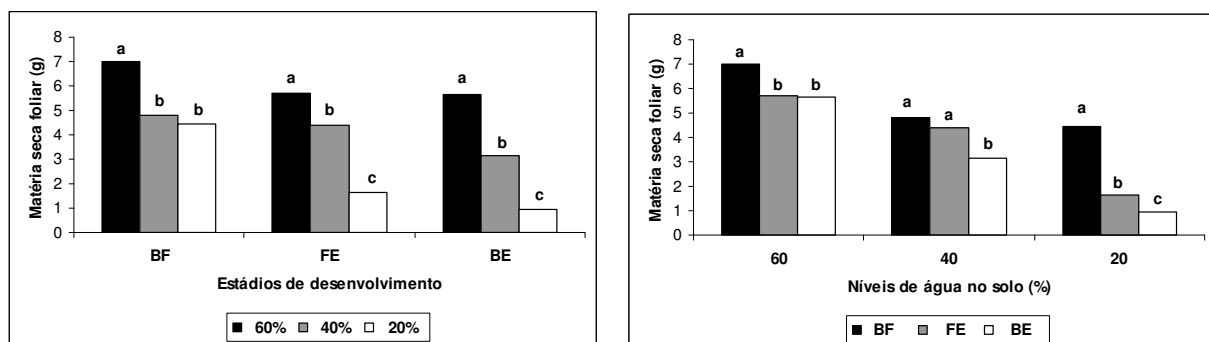 Matéria seca foliar (g)
8
7
6
5
4
3
2
1
0
a
b
b
a
b
c
a
b
c
BF FE BE
Estádios de desenvolvimento
60% 40% 20%
Matéria seca foliar (g)
8
7
6
5
4
3
2
1
0
a
b
b
a
a
b
a
b
c
60 40 20
Níveis de água no solo (%)
BF FE BE